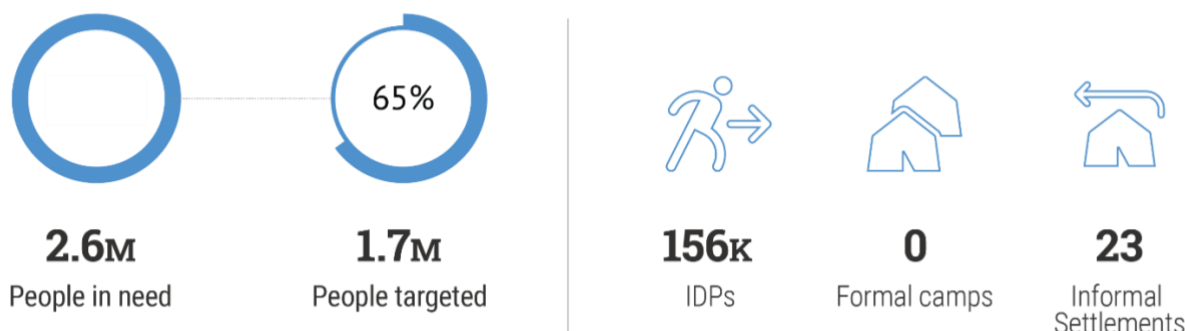 65%
2.6M
People in need
1.7M
People targeted
156K
IDPs
0
Formal camps
23
Informal
Settlements